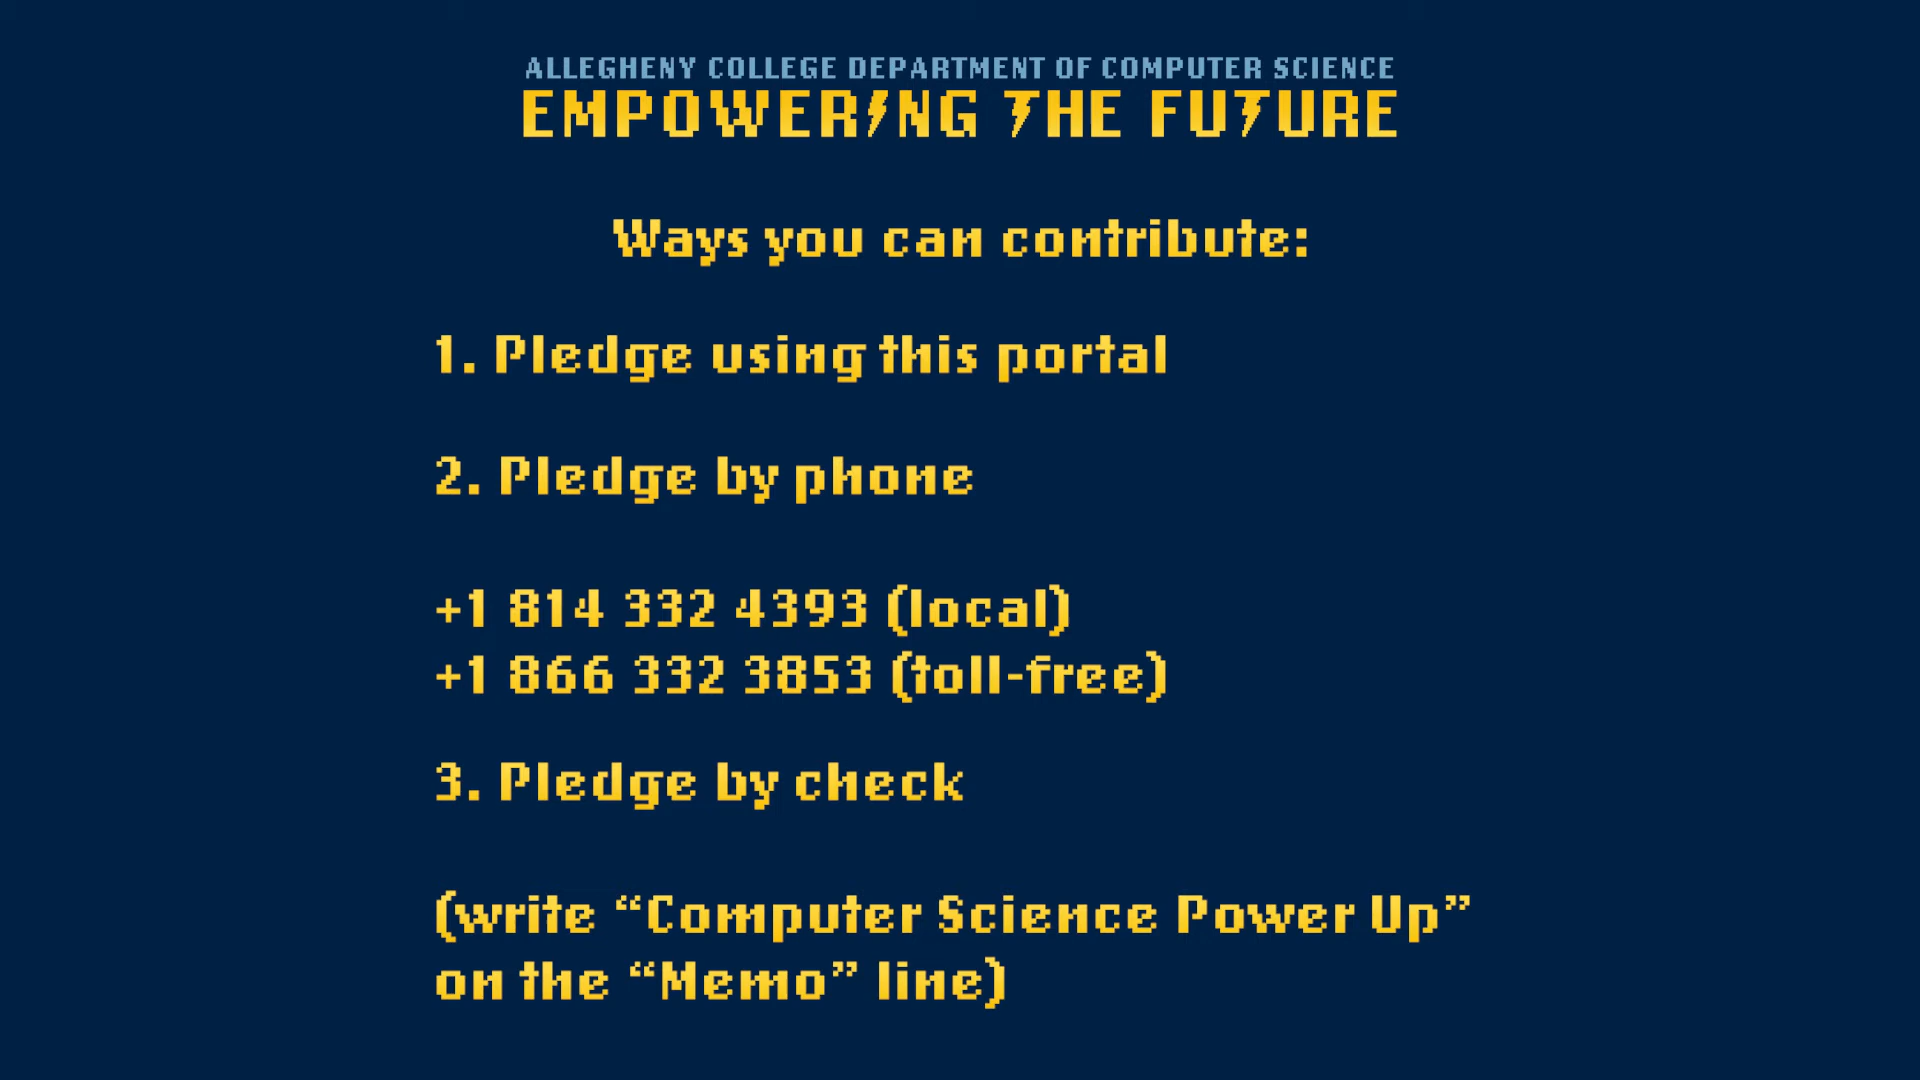 ALLEGHENY COLLEGE DEPARTMENT OF COMPUTER SCIENCE
EMPOWERING THE FUTURE
Ways you can contribute:
1. Pledge using this portal
2. Pledge by phone
+1 814 332 4393 (local)
+1 866 332 3853 (toll-free)
3. Pledge by check
(write “Computer Science Power Up”
on the “Memo” line)